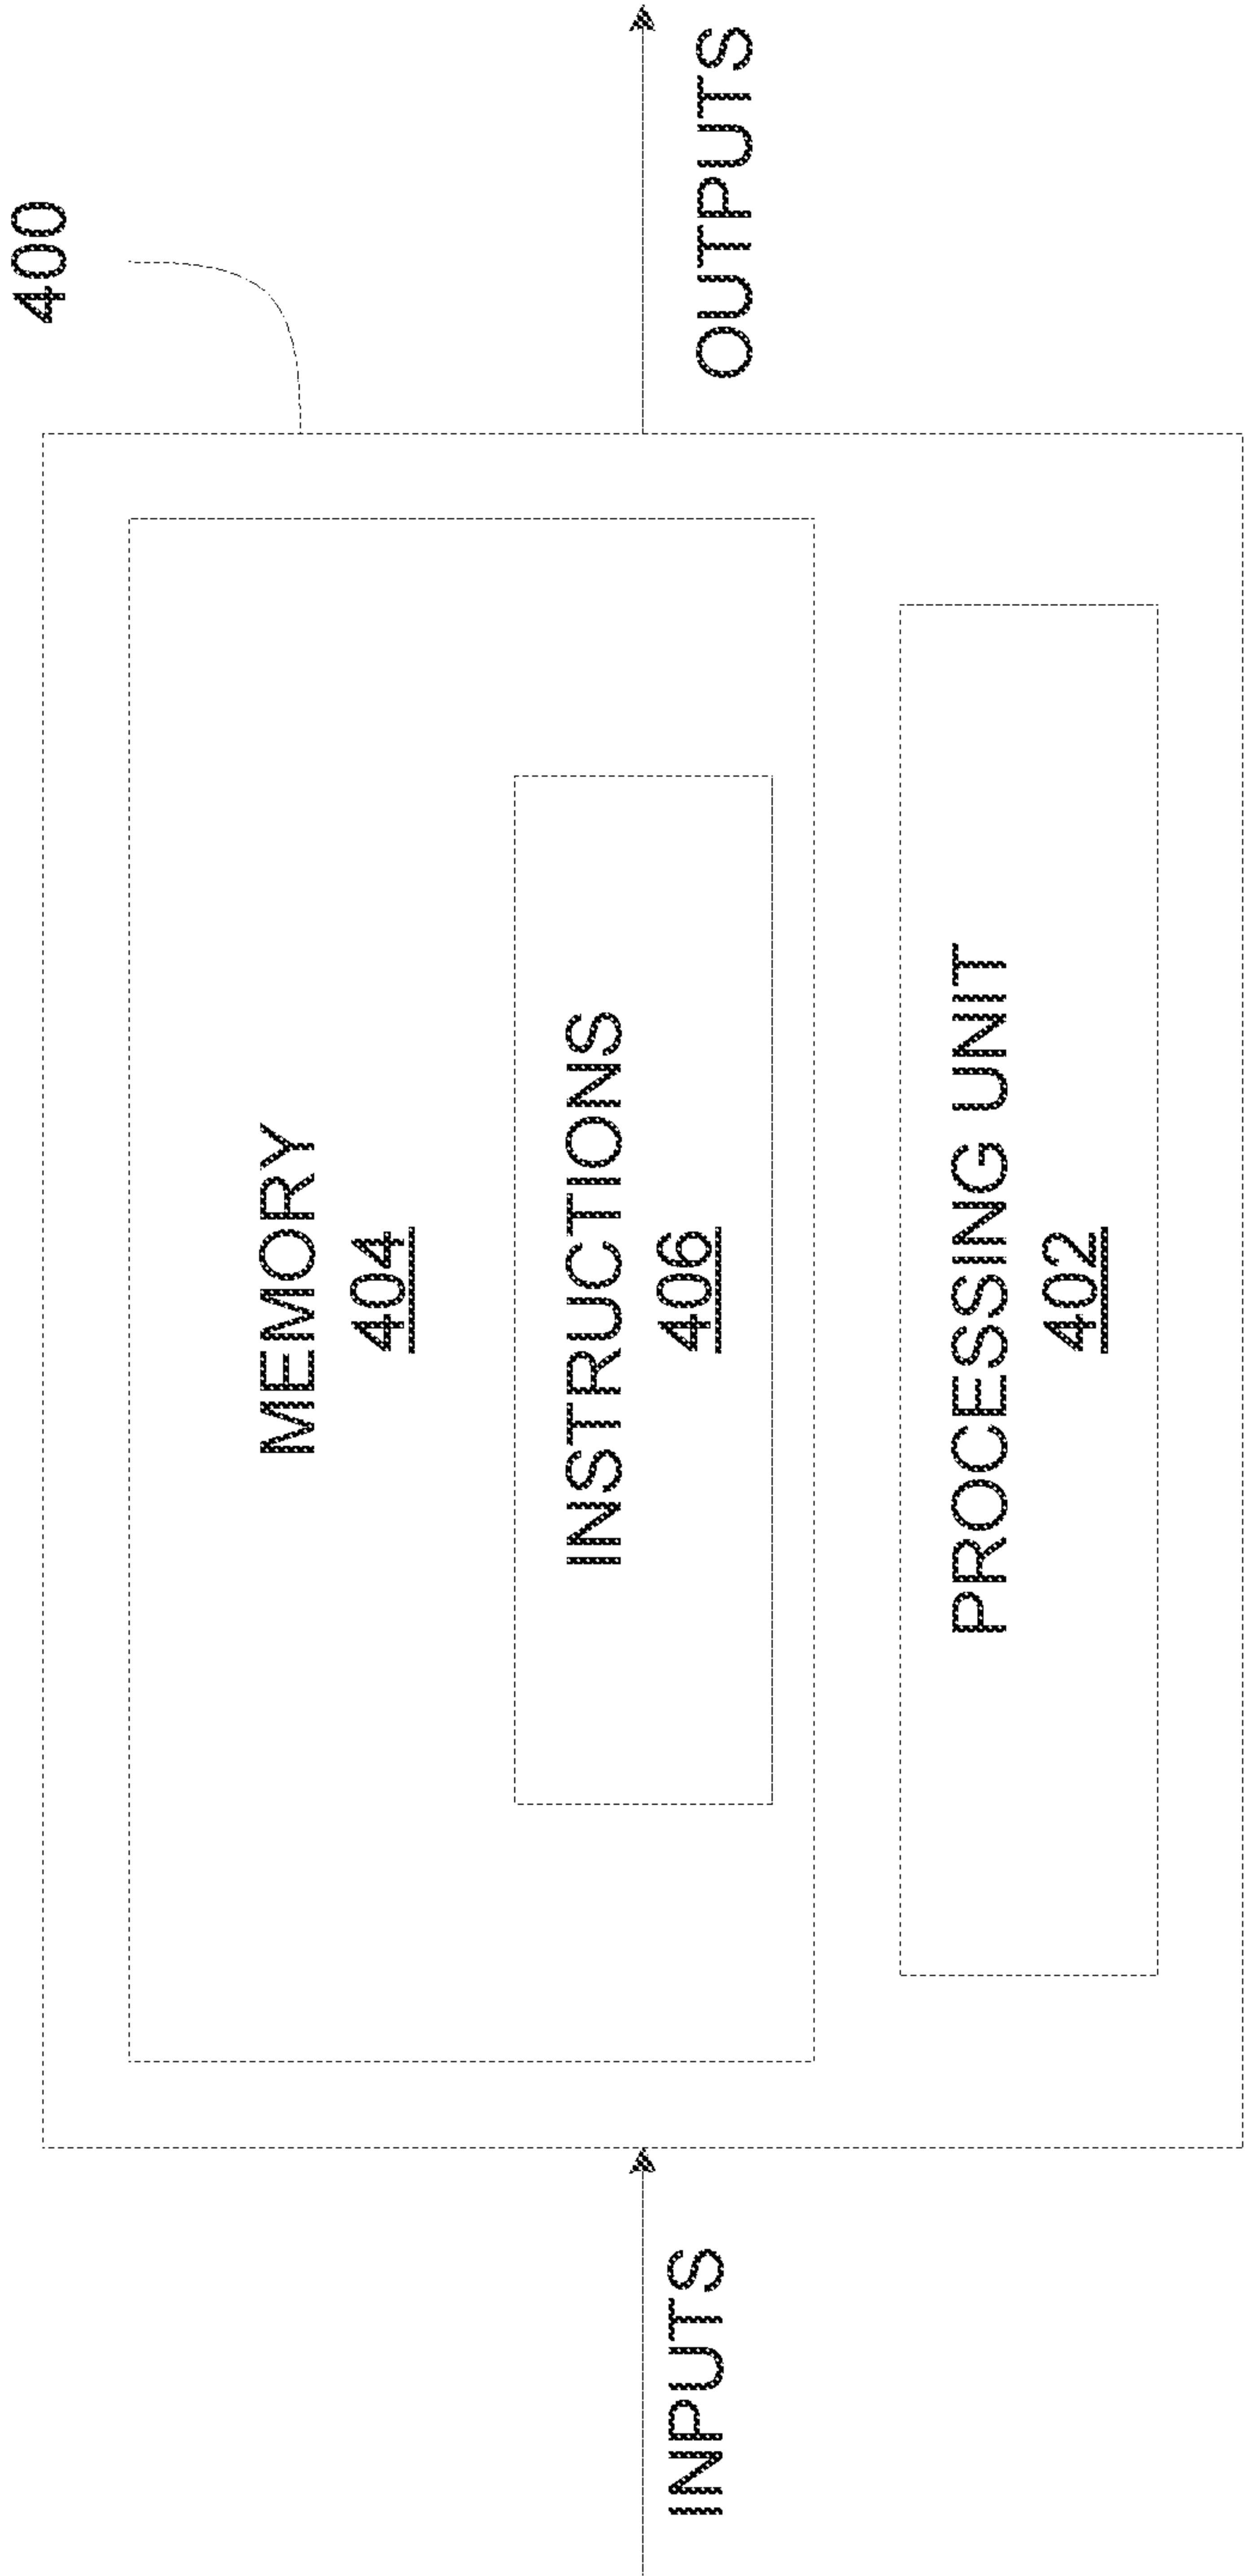 400
MEMORY
404
INSTRUCTIONS
406
PROCESSING UNIT
402
INPUTS
OUTPUTS